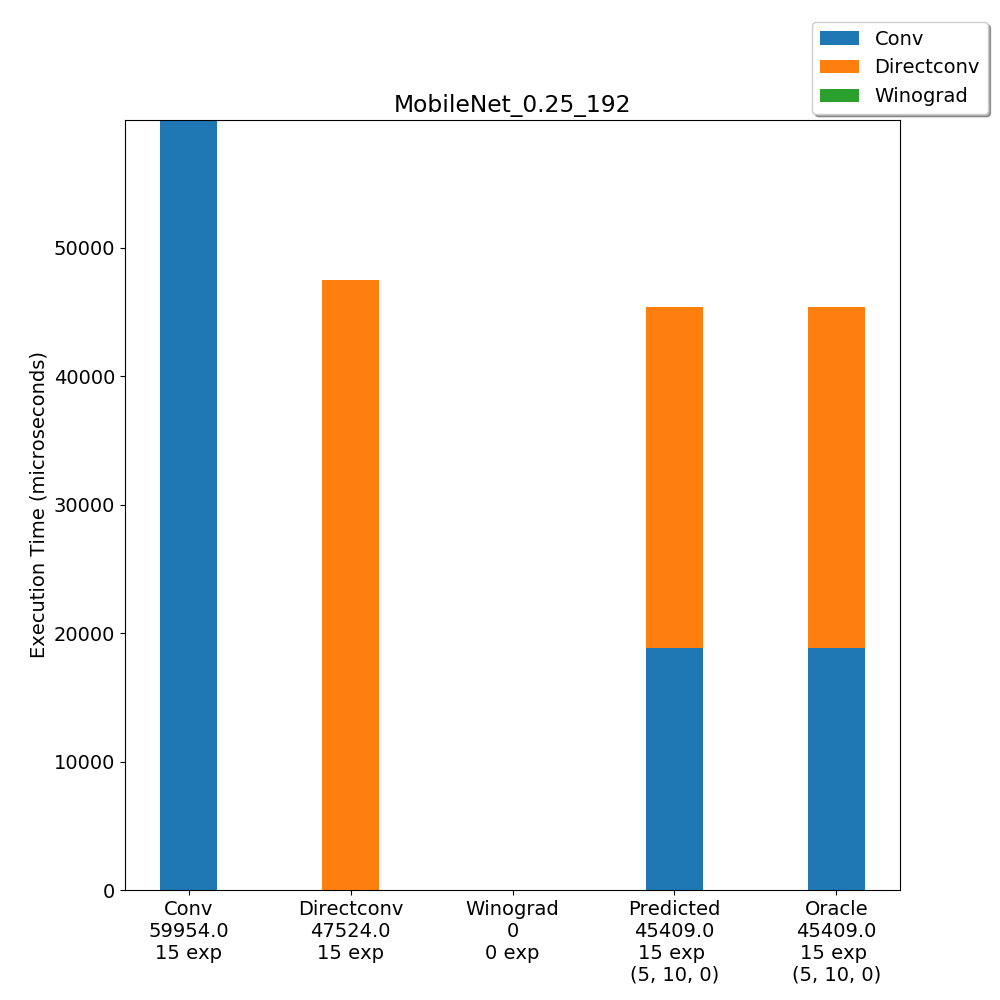 Conv
Directconv
Winograd
MobileNet_0.25_192
Execution Time (microseconds)
50000
40000
30000
20000
10000
0
Conv
59954.0
15 exp
Directconv
47524.0
15 exp
Winograd
0
0 exp
Predicted
45409.0
15 exp
(5, 10, 0)
Oracle
45409.0
15 exp
(5, 10, 0)